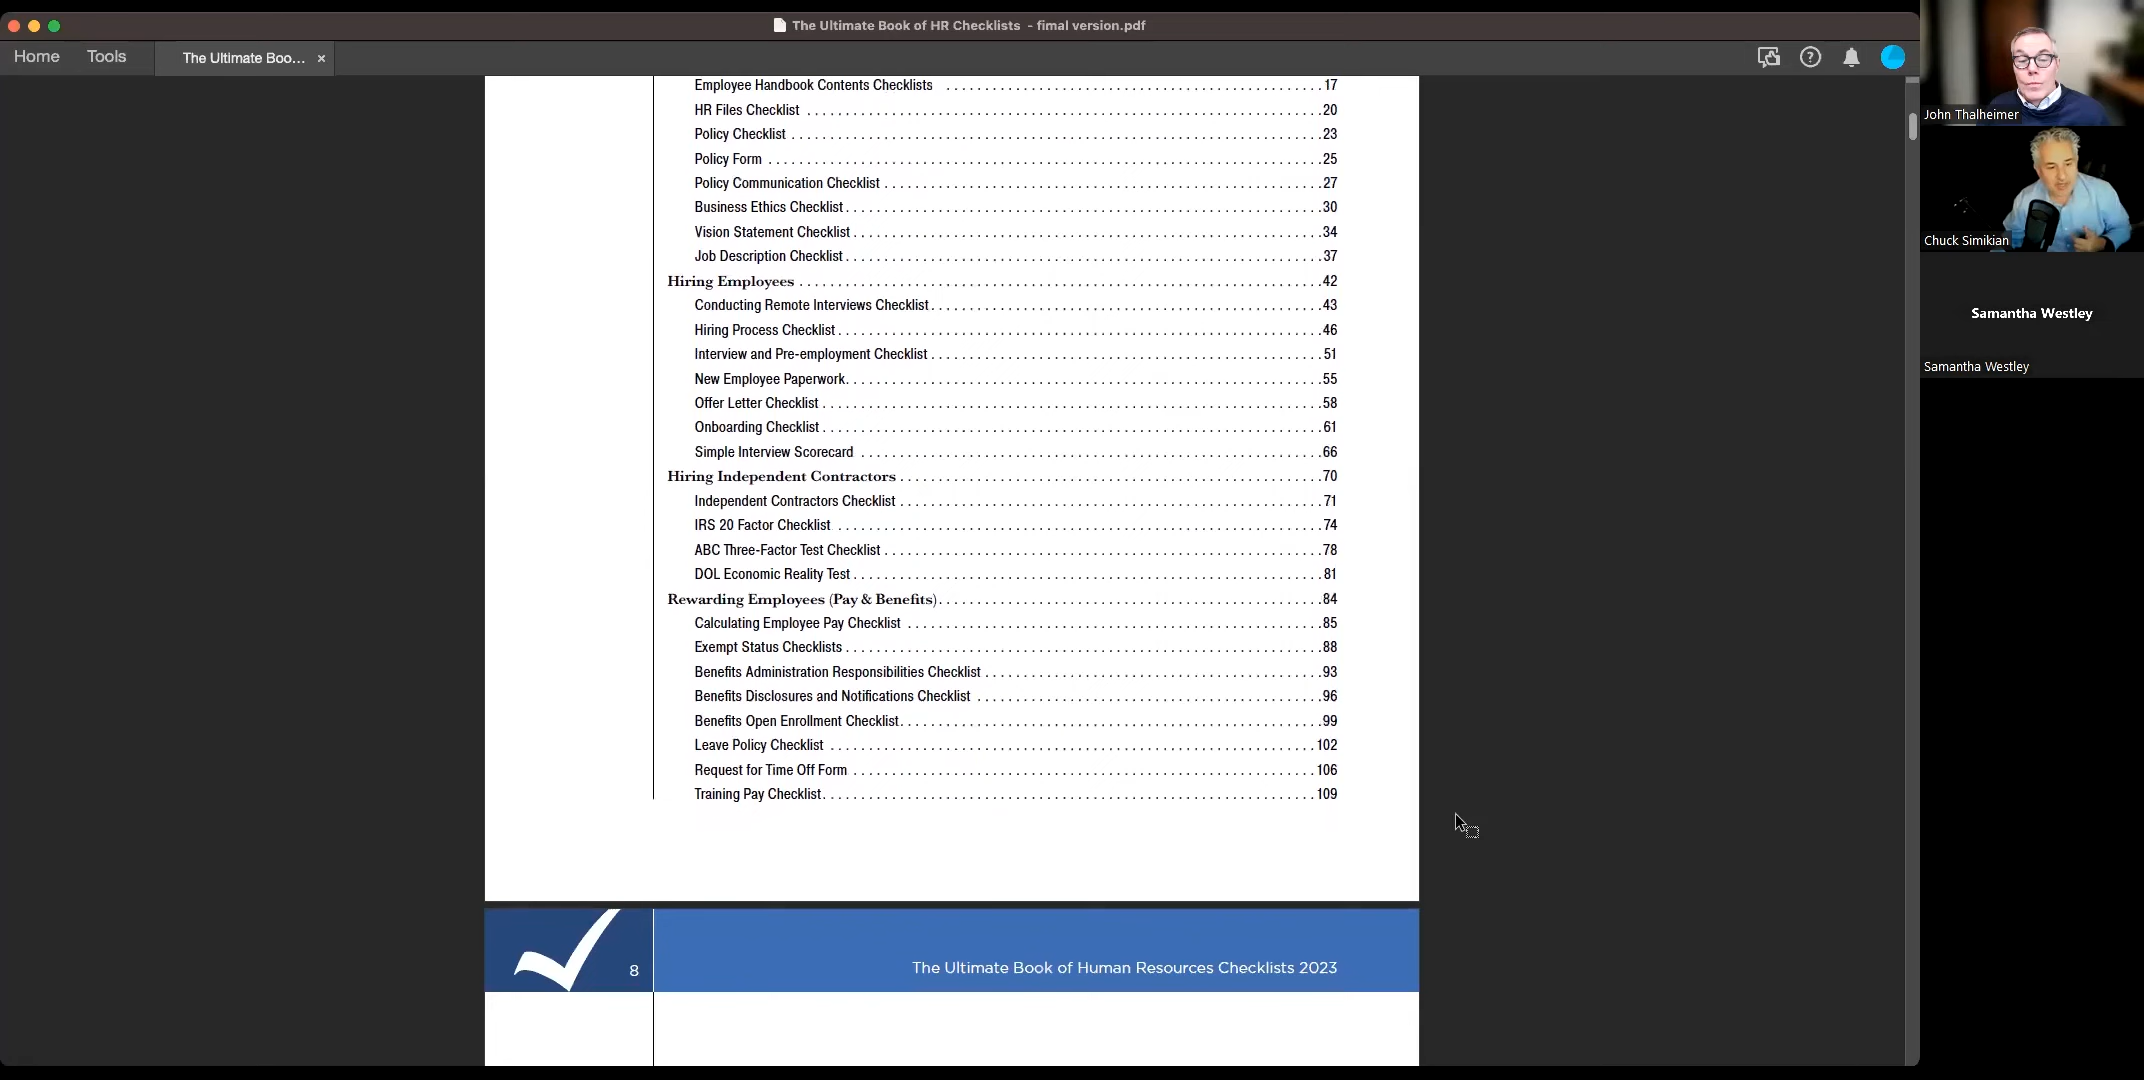 The Ultimate Book of HR Checklists - fimal version.pdf
Home Tools The Ultimate Boo... ×
Employee Handbook Contents Checklists 17
HR Files Checklist 20
Policy Checklist 23
Policy Form 25
Policy Communication Checklist 27
Business Ethics Checklist 30
Vision Statement Checklist 34
Job Description Checklist 37
Hiring Employees 42
Conducting Remote Interviews Checklist 43
Hiring Process Checklist 46
Interview and Pre-employment Checklist 51
New Employee Paperwork 55
Offer Letter Checklist 58
Onboarding Checklist 61
Simple Interview Scorecard 66
Hiring Independent Contractors 70
Independent Contractors Checklist 71
IRS 20 Factor Checklist 74
ABC Three-Factor Test Checklist 78
DOL Economic Reality Test 81
Rewarding Employees (Pay & Benefits) 84
Calculating Employee Pay Checklist 85
Exempt Status Checklists 88
Benefits Administration Responsibilities Checklist 93
Benefits Disclosures and Notifications Checklist 96
Benefits Open Enrollment Checklist 99
Leave Policy Checklist 102
Request for Time Off Form 106
Training Pay Checklist 109
8 The Ultimate Book of Human Resources Checklists 2023
John Thalheimer
Chuck Simikian
Samantha Westley
Samantha Westley